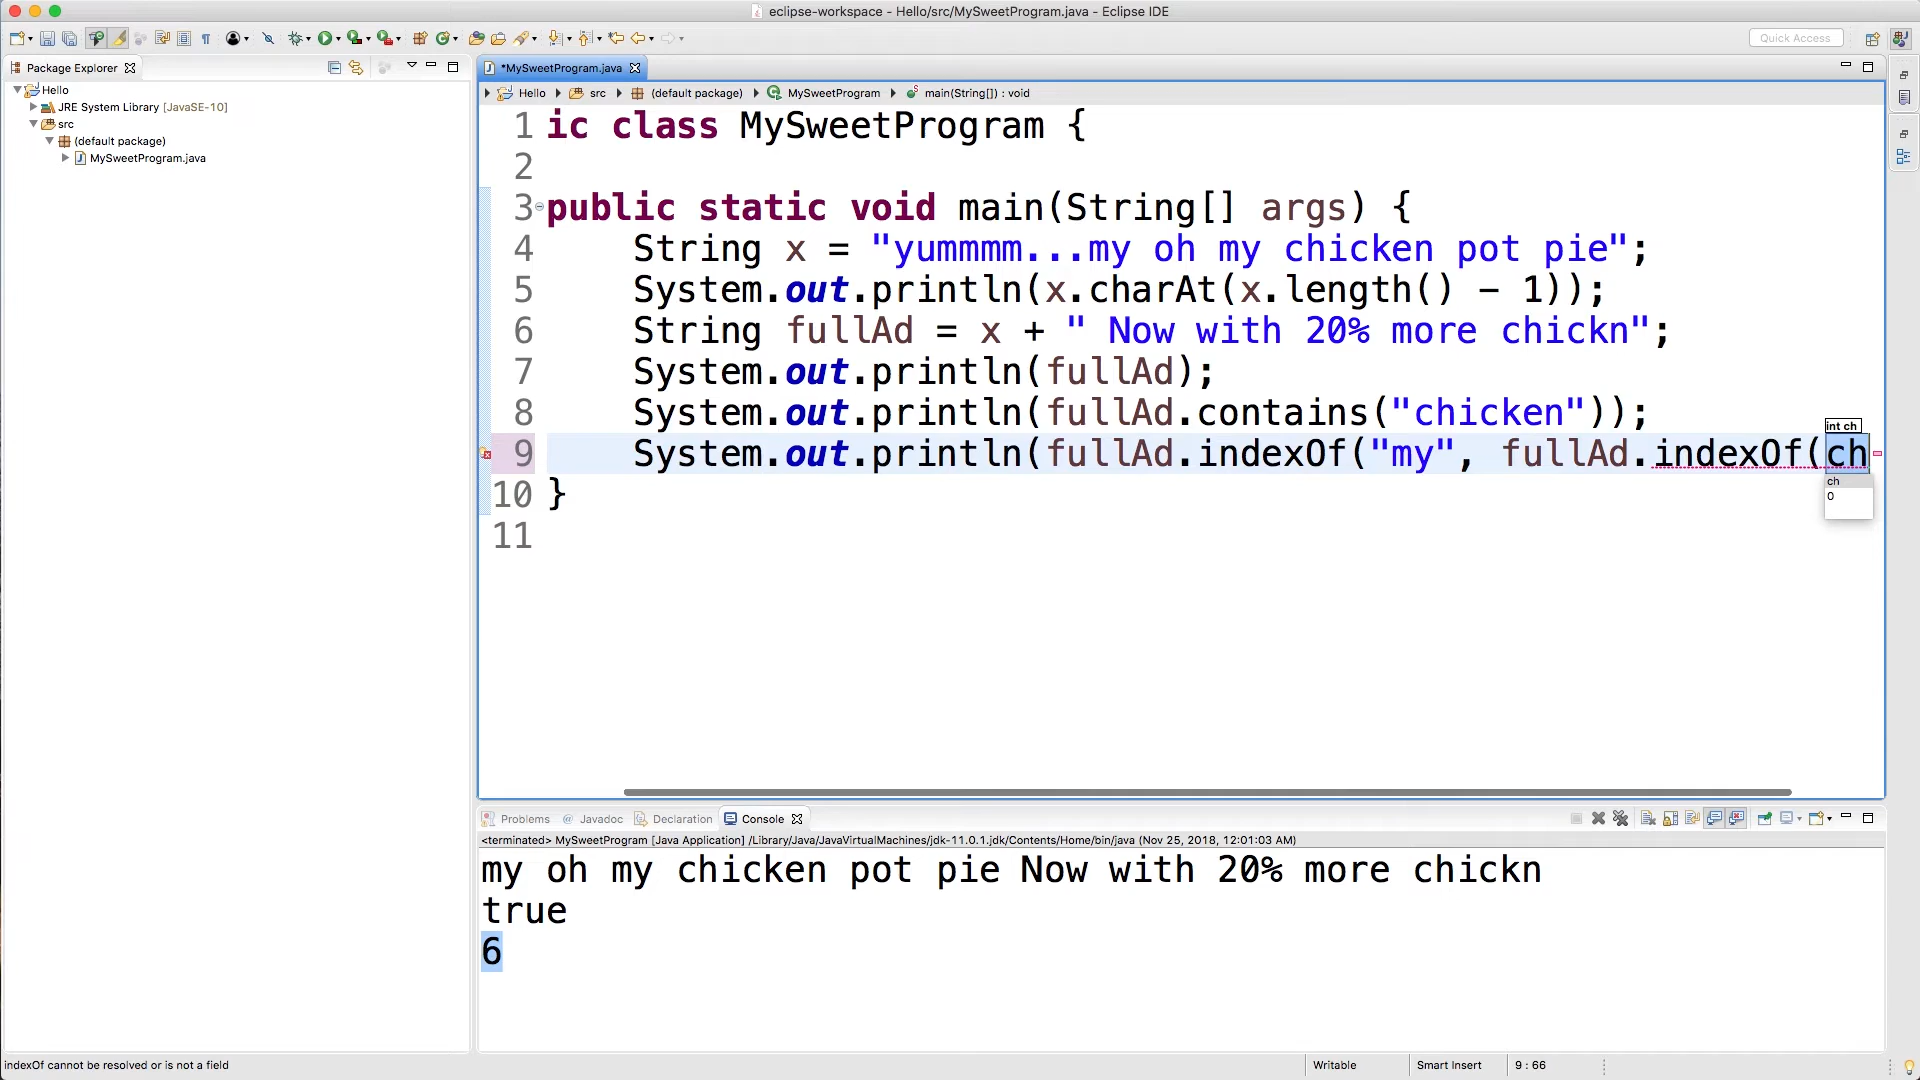 eclipse-workspace - Hello/src/MySweetProgram.java - Eclipse IDE
Quick Access
Package Explorer
*MySweetProgram.java
Hello
JRE System Library [JavaSE-10]
src
(default package)
MySweetProgram.java
Hello src (default package) MySweetProgram main(String[]) : void
1 ic class MySweetProgram {
2
3 public static void main(String[] args) {
4 String x = "yummmm...my oh my chicken pot pie";
5 System.out.println(x.charAt(x.length() - 1));
6 String fullAd = x + " Now with 20% more chickn";
7 System.out.println(fullAd);
8 System.out.println(fullAd.contains("chicken"));
int ch
9 System.out.println(fullAd.indexOf("my", fullAd.indexOf(ch
ch
0
10 }
11
Problems Javadoc Declaration Console
<terminated> MySweetProgram [Java Application] /Library/Java/JavaVirtualMachines/jdk-11.0.1.jdk/Contents/Home/bin/java (Nov 25, 2018, 12:01:03 AM)
my oh my chicken pot pie Now with 20% more chickn
true
6
indexOf cannot be resolved or is not a field
Writable
Smart Insert
9 : 66